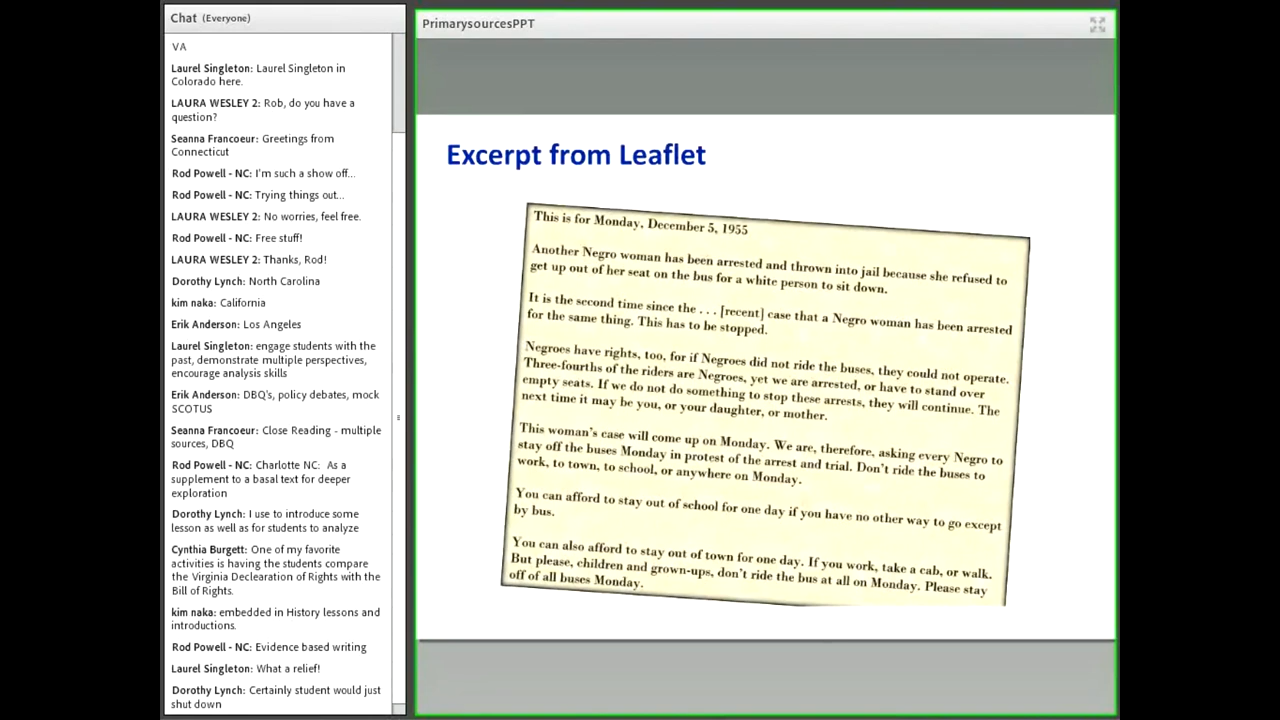 Chat (Everyone)
VA
Laurel Singleton: Laurel Singleton in
Colorado here.
LAURA WESLEY 2: Rob, do you have a
question?
Seanna Francoeur: Greetings from
Connecticut
Rod Powell - NC: I'm such a show off...
Rod Powell - NC: Trying things out...
LAURA WESLEY 2: No worries, feel free.
Rod Powell - NC: Free stuff!
LAURA WESLEY 2: Thanks, Rod!
Dorothy Lynch: North Carolina
kim naka: California
Erik Anderson: Los Angeles
Laurel Singleton: engage students with the
past, demonstrate multiple perspectives,
encourage analysis skills
Erik Anderson: DBQ's, policy debates, mock
SCOTUS
Seanna Francoeur: Close Reading - multiple
sources, DBQ
Rod Powell - NC: Charlotte NC: As a
supplement to a basal text for deeper
exploration
Dorothy Lynch: I use to introduce some
lesson as well as for students to analyze
Cynthia Burgett: One of my favorite
activities is having the students compare
the Virginia Declearation of Rights with the
Bill of Rights.
kim naka: embedded in History lessons and
introductions.
Rod Powell - NC: Evidence based writing
Laurel Singleton: What a relief!
Dorothy Lynch: Certainly student would just
shut down
PrimarysourcesPPT
Excerpt from Leaflet
This is for Monday, December 5, 1955
Another Negro woman has been arrested and thrown into jail because she refused to
get up out of her seat on the bus for a white person to sit down.
It is the second time since the . . . [recent] case that a Negro woman has been arrested
for the same thing. This has to be stopped.
Negroes have rights, too, for if Negroes did not ride the buses, they could not operate.
Three-fourths of the riders are Negroes, yet we are arrested, or have to stand over
empty seats. If we do not do something to stop these arrests, they will continue. The
next time it may be you, or your daughter, or mother.
This woman's case will come up on Monday. We are, therefore, asking every Negro to
stay off the buses Monday in protest of the arrest and trial. Don't ride the buses to
work, to town, to school, or anywhere on Monday.
You can afford to stay out of school for one day if you have no other way to go except
by bus.
You can also afford to stay out of town for one day. If you work, take a cab, or walk.
But please, children and grown-ups, don't ride the bus at all on Monday. Please stay
off of all buses Monday.